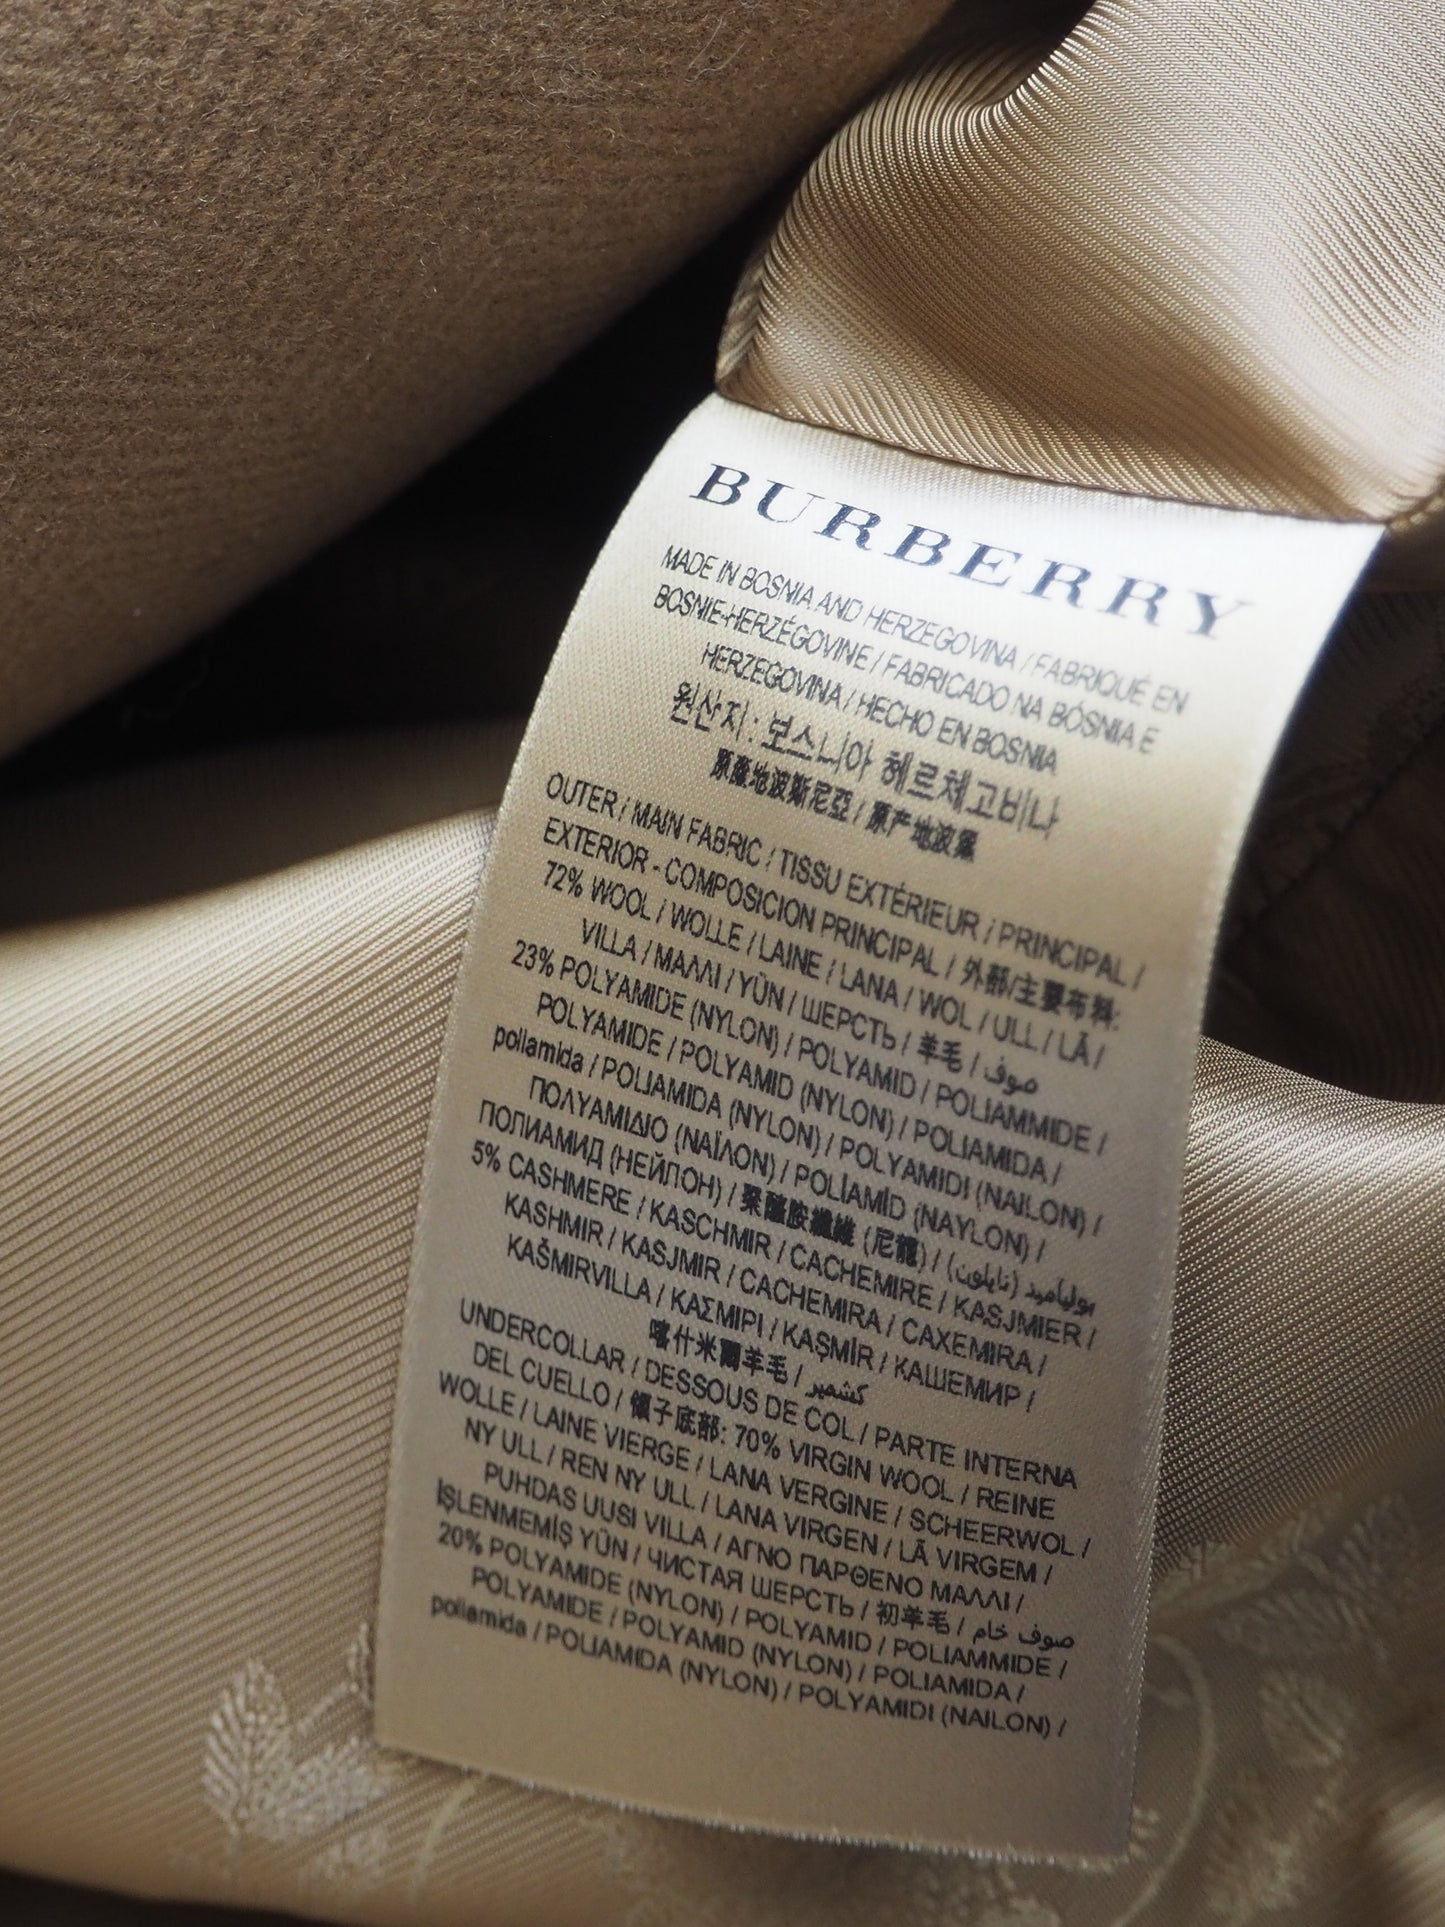 BURBERRY
MADE IN BOSNIA AND HERZEGOVINA / FABRIQUÉ EN
BOSNIE-HERZÉGOVINE / FABRICADO NA BÓSNIA E
HERZEGOVINA / HECHO EN BOSNIA
원산지 : 보스니아 헤르체고비나
原產地波斯尼亞 / 原产地波黑
OUTER / MAIN FABRIC / TISSU EXTÉRIEUR / PRINCIPAL /
EXTERIOR - COMPOSICION PRINCIPAL / 外部/主要布料:
72% WOOL / WOLLE / LAINE / LANA / WOL / ULL / LÃ /
VILLA / ΜΑΛΛΙ / YÜN / ШЕРСТЬ / 羊毛 / صوف
23% POLYAMIDE (NYLON) / POLYAMID / POLIAMMIDE /
POLYAMIDE / POLYAMID (NYLON) / POLIAMIDA /
poliamida / POLIAMIDA (NYLON) / POLYAMIDI (NAILON) /
ΠΟΛΥΑΜΙΔΙΟ (ΝΑΪΛΟΝ) / POLİAMİD (NAYLON) /
ПОЛИАМИД (НЕЙЛОН) / 聚醯胺纖維 (尼龍) / بوليأميد (نايلون)
5% CASHMERE / KASCHMIR / CACHEMIRE / KASJMIER /
KASHMIR / KASJMIR / CACHEMIRA / CAXEMIRA /
KAŠMIRVILLA / ΚΑΣΜΙΡΙ / KAŞMİR / КАШЕМИР /
喀什米爾羊毛 / كشمير
UNDERCOLLAR / DESSOUS DE COL / PARTE INTERNA
DEL CUELLO / 領子底部: 70% VIRGIN WOOL / REINE
WOLLE / LAINE VIERGE / LANA VERGINE / SCHEERWOL /
NY ULL / REN NY ULL / LANA VIRGEN / LÃ VIRGEM /
PUHDAS UUSI VILLA / ΑΓΝΟ ΠΑΡΘΕΝΟ ΜΑΛΛΙ /
İŞLENMEMİŞ YÜN / ЧИСТАЯ ШЕРСТЬ / 初羊毛 / صوف خام
20% POLYAMIDE (NYLON) / POLYAMID / POLIAMMIDE /
POLYAMIDE / POLYAMID (NYLON) / POLIAMIDA /
poliamida / POLIAMIDA (NYLON) / POLYAMIDI (NAILON) /